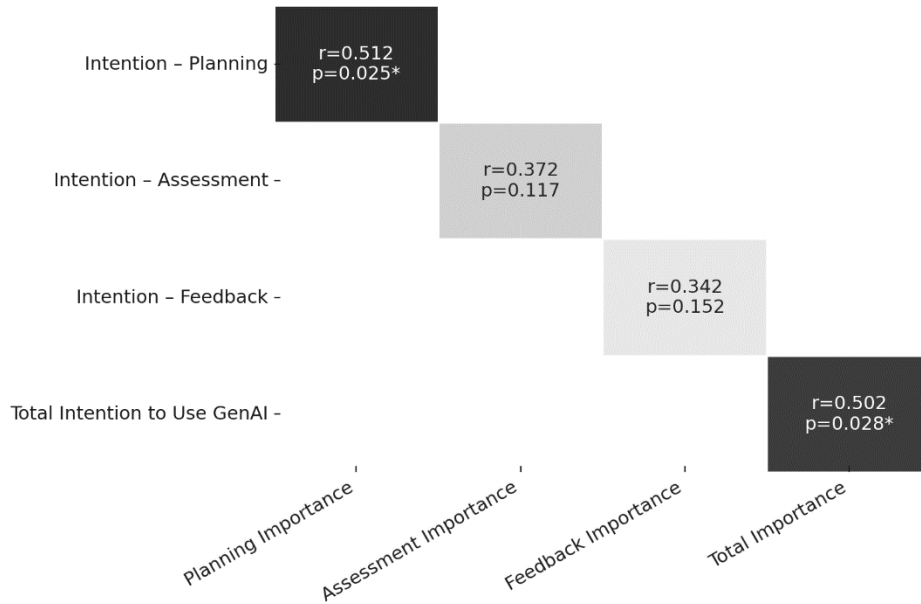 Intention – Planning
r=0.512
p=0.025*
Intention – Assessment
r=0.372
p=0.117
Intention – Feedback
r=0.342
p=0.152
Total Intention to Use GenAI
r=0.502
p=0.028*
Planning Importance
Assessment Importance
Feedback Importance
Total Importance